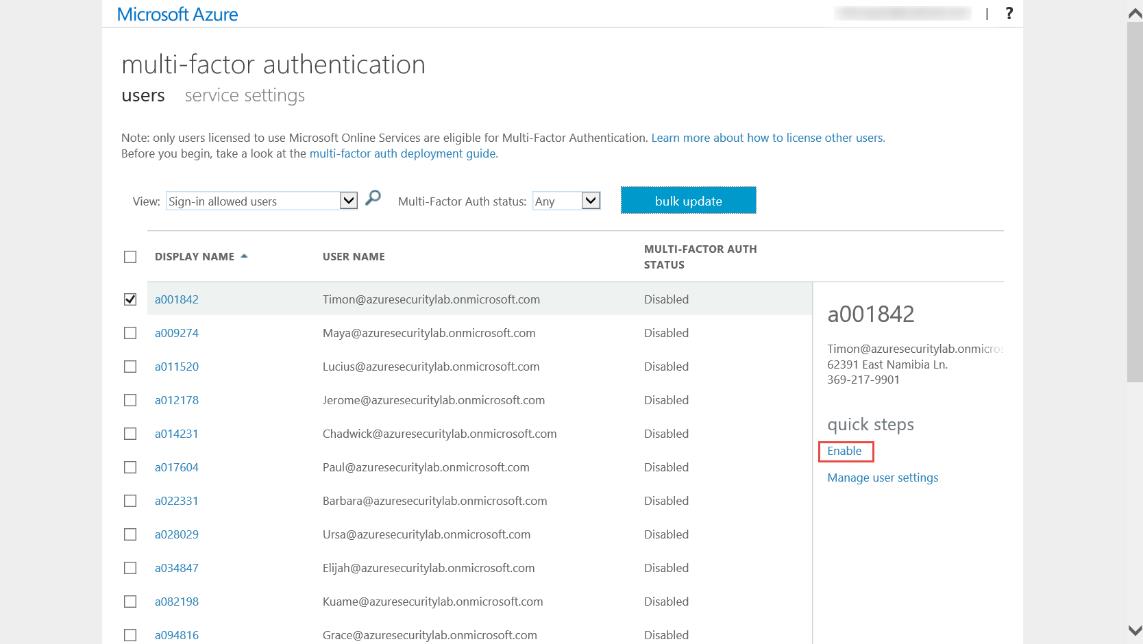 Microsoft Azure
| ?
multi-factor authentication
users service settings
Note: only users licensed to use Microsoft Online Services are eligible for Multi-Factor Authentication. Learn more about how to license other users.
Before you begin, take a look at the multi-factor auth deployment guide.
View: Sign-in allowed users Multi-Factor Auth status: Any bulk update
DISPLAY NAME USER NAME MULTI-FACTOR AUTH
STATUS
a001842 Timon@azuresecuritylab.onmicrosoft.com Disabled
a009274 Maya@azuresecuritylab.onmicrosoft.com Disabled
a011520 Lucius@azuresecuritylab.onmicrosoft.com Disabled
a012178 Jerome@azuresecuritylab.onmicrosoft.com Disabled
a014231 Chadwick@azuresecuritylab.onmicrosoft.com Disabled
a017604 Paul@azuresecuritylab.onmicrosoft.com Disabled
a022331 Barbara@azuresecuritylab.onmicrosoft.com Disabled
a028029 Ursa@azuresecuritylab.onmicrosoft.com Disabled
a034847 Elijah@azuresecuritylab.onmicrosoft.com Disabled
a082198 Kuame@azuresecuritylab.onmicrosoft.com Disabled
a094816 Grace@azuresecuritylab.onmicrosoft.com Disabled
a001842
Timon@azuresecuritylab.onmicros
62391 East Namibia Ln.
369-217-9901
quick steps
Enable
Manage user settings